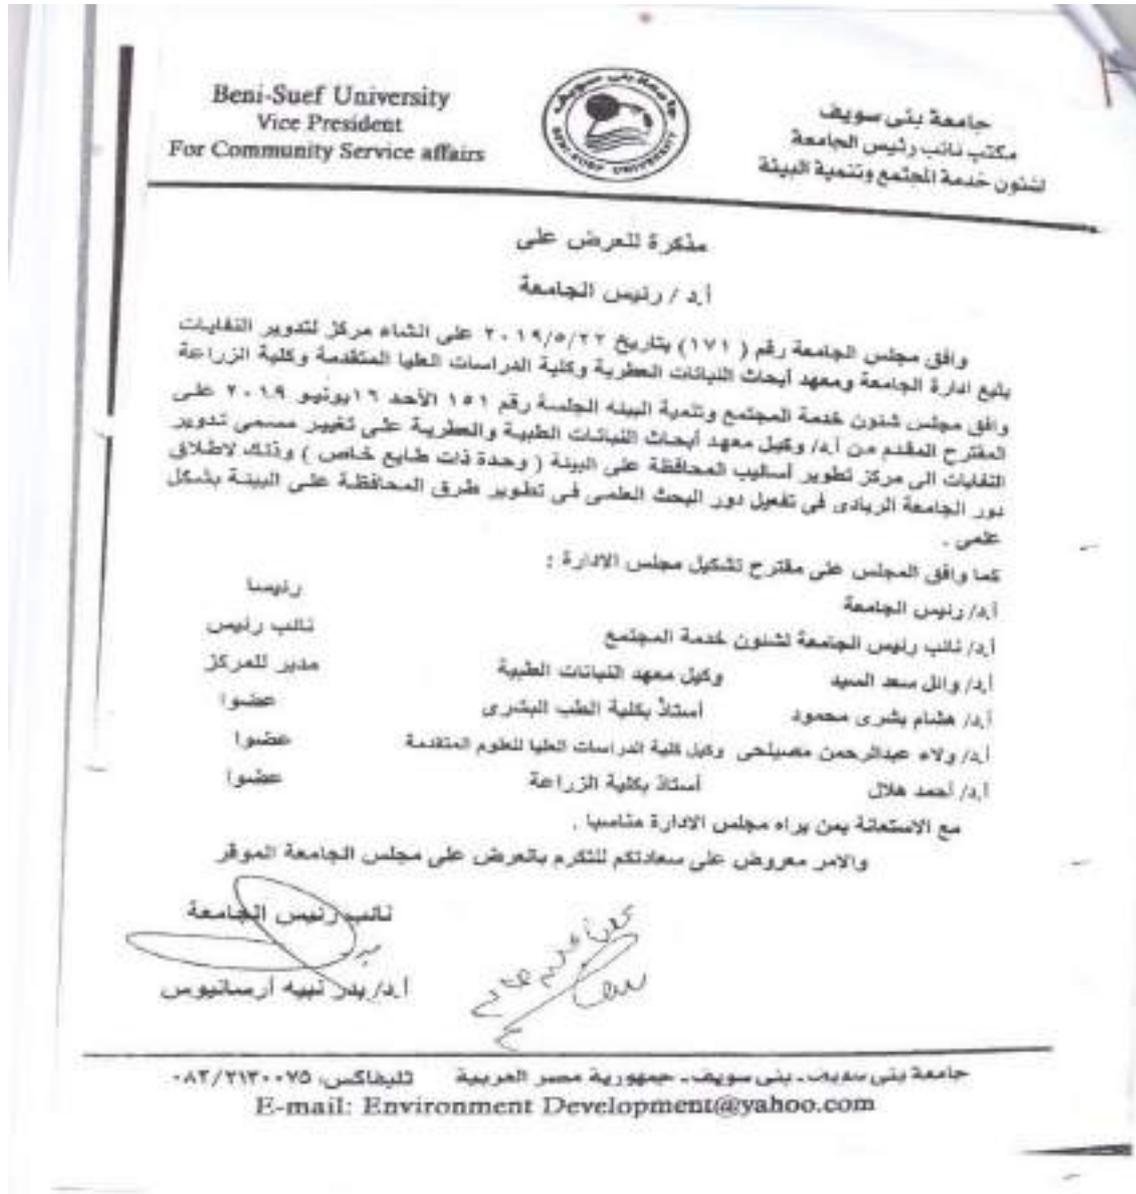 Beni-Suef University
Vice President
For Community Service affairs
جامعة بنى سويف
BENI-SUEF UNIVERSITY
جامعة بنى سويف
مكتب نائب رئيس الجامعة
لشئون خدمة المجتمع وتنمية البيئة
مذكرة للعرض على
أ.د / رئيس الجامعة
وافق مجلس الجامعة رقم ( ١٧١ ) بتاريخ ٢٠١٩/٥/٢٢ على انشاء مركز لتدوير النفايات
يتبع ادارة الجامعة ومعهد أبحاث النباتات العطرية وكلية الدراسات العليا المتقدمة وكلية الزراعة
وافق مجلس شئون خدمة المجتمع وتنمية البيئه الجلسة رقم ١٥١ الأحد ١٦ يونيو ٢٠١٩ على
المقترح المقدم من أ.د/ وكيل معهد أبحاث النباتات الطبية والعطرية على تغيير مسمى تدوير
النفايات الى مركز تطوير أساليب المحافظة على البيئة ( وحدة ذات طابع خاص ) وذلك لاطلاق
دور الجامعة الريادى فى تفعيل دور البحث العلمى فى تطوير طرق المحافظة على البيئة بشكل
علمى .
كما وافق المجلس على مقترح تشكيل مجلس الادارة :
أ.د/ رئيس الجامعة رئيسا
أ.د/ نائب رئيس الجامعة لشئون خدمة المجتمع نائب رئيس
أ.د/ وائل سعد السيد وكيل معهد النباتات الطبية مدير للمركز
أ.د/ هشام بشرى محمود أستاذ بكلية الطب البشرى عضوا
أ.د/ ولاء عبدالرحمن مصيلحى وكيل كلية الدراسات العليا للعلوم المتقدمة عضوا
أ.د/ أحمد هلال أستاذ بكلية الزراعة عضوا
مع الاستعانة بمن يراه مجلس الادارة مناسبا .
والامر معروض على سعادتكم للتكرم بالعرض على مجلس الجامعة الموقر
نائب رئيس الجامعة
أ.د/ بدر نبيه أرسانيوس
جامعة بنى سويف ـ بنى سويف ـ جمهورية مصر العربية تليفاكس: ٠٨٢/٢١٣٠٠٧٥
E-mail: Environment Development@yahoo.com